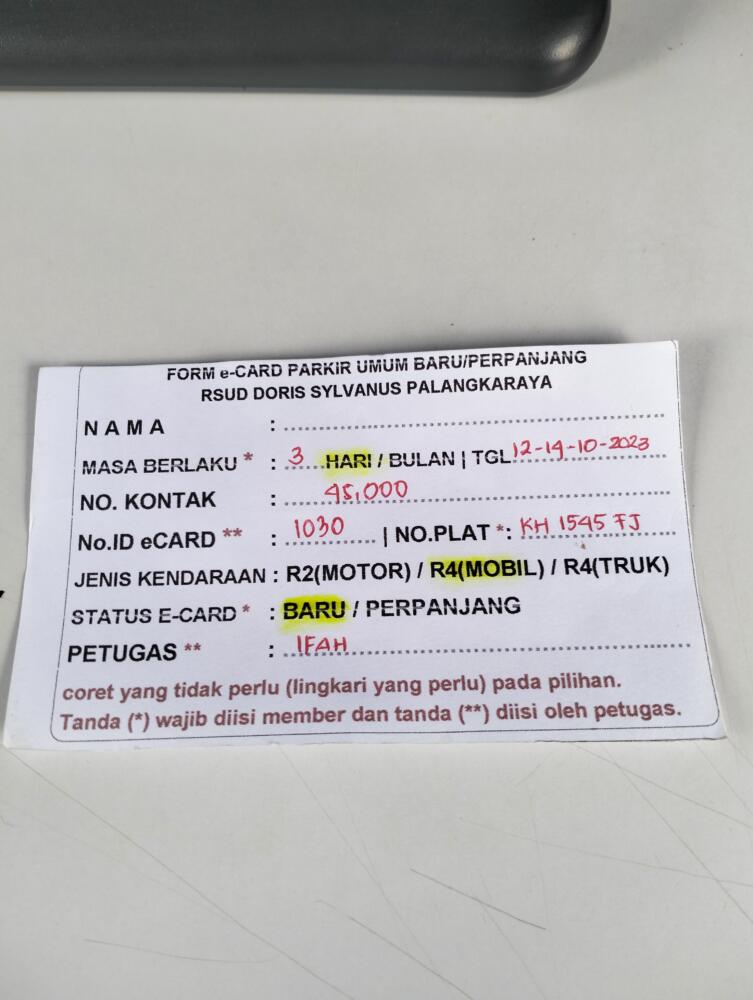 FORM e-CARD PARKIR UMUM BARU/PERPANJANG
RSUD DORIS SYLVANUS PALANGKARAYA
NAMA :
MASA BERLAKU * : 3 HARI / BULAN | TGL 12-14-10-2023
NO. KONTAK : 45,000
No.ID eCARD ** : 1030 | NO.PLAT *: KH 1545 FJ
JENIS KENDARAAN : R2(MOTOR) / R4(MOBIL) / R4(TRUK)
STATUS E-CARD * : BARU / PERPANJANG
PETUGAS ** : IFAH
coret yang tidak perlu (lingkari yang perlu) pada pilihan.
Tanda (*) wajib diisi member dan tanda (**) diisi oleh petugas.